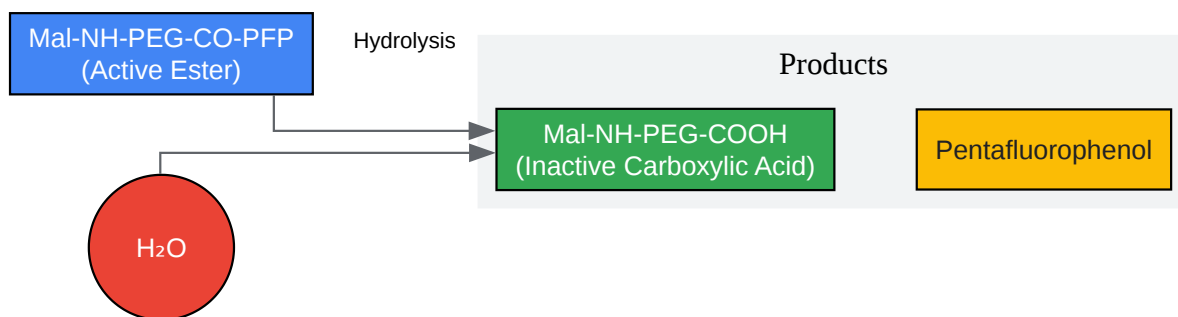 Mal-NH-PEG-CO-PFP
(Active Ester)
Hydrolysis
Products
Mal-NH-PEG-COOH
(Inactive Carboxylic Acid)
Pentafluorophenol
H₂O